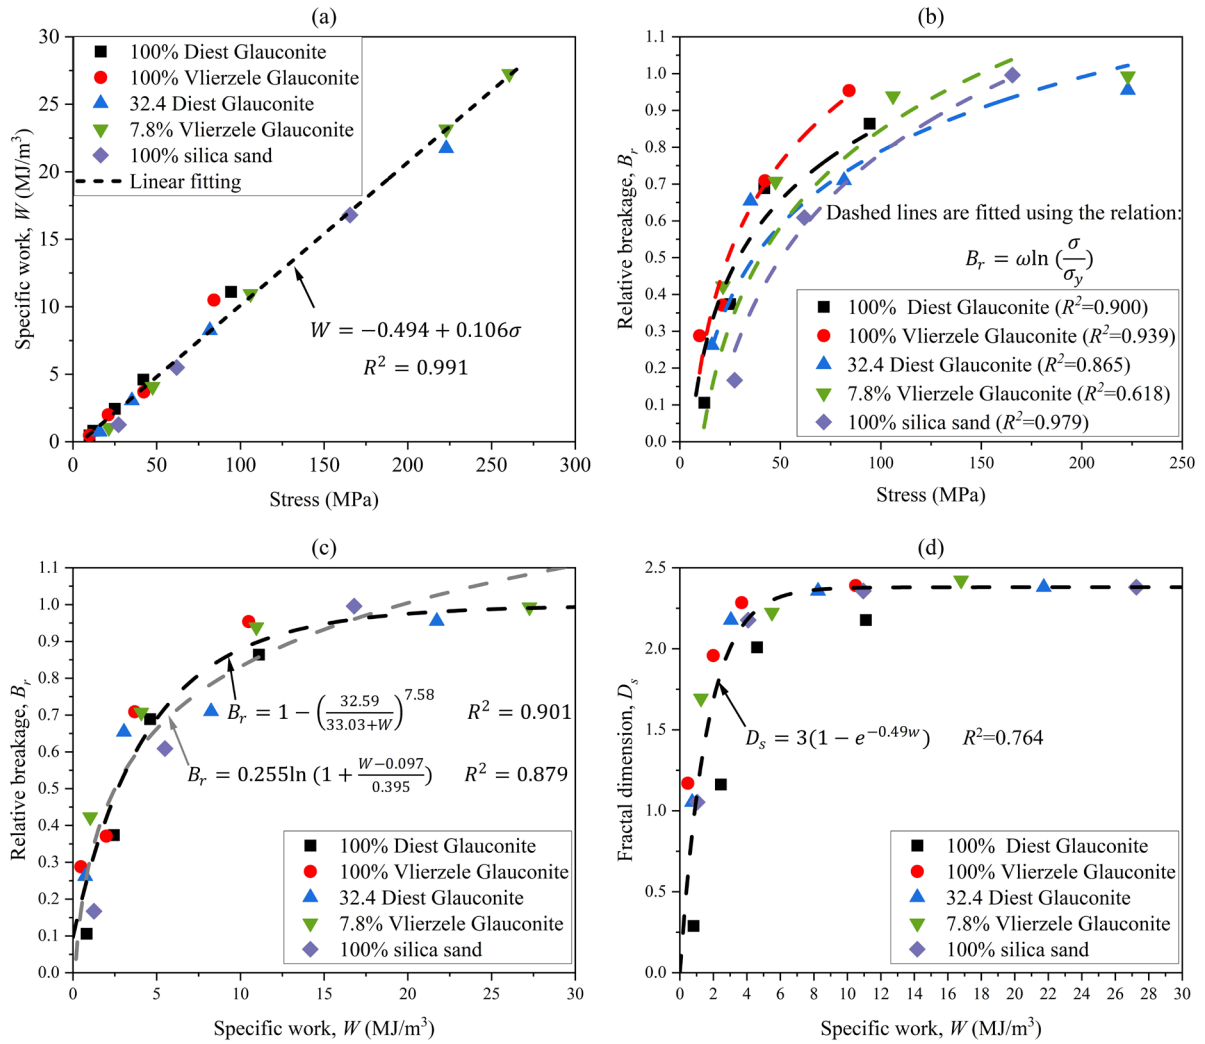 (a)
30
25
20
15
10
5
0
0 50 100 150 200 250 300
Specific work, W (MJ/m³)
Stress (MPa)
100% Diest Glauconite
100% Vlierzele Glauconite
32.4 Diest Glauconite
7.8% Vlierzele Glauconite
100% silica sand
Linear fitting
W = −0.494 + 0.106σ
R² = 0.991
(b)
1.1
1.0
0.9
0.8
0.7
0.6
0.5
0.4
0.3
0.2
0.1
0.0
0 50 100 150 200 250
Relative breakage, Bᵣ
Stress (MPa)
Dashed lines are fitted using the relation:
Bᵣ = ωln (σ/σ_y)
100% Diest Glauconite (R²=0.900)
100% Vlierzele Glauconite (R²=0.939)
32.4 Diest Glauconite (R²=0.865)
7.8% Vlierzele Glauconite (R²=0.618)
100% silica sand (R²=0.979)
(c)
1.1
1.0
0.9
0.8
0.7
0.6
0.5
0.4
0.3
0.2
0.1
0.0
0 5 10 15 20 25 30
Relative breakage, Bᵣ
Specific work, W (MJ/m³)
Bᵣ = 1 − (32.59/33.03+W)^7.58 R² = 0.901
Bᵣ = 0.255ln (1 + W−0.097/0.395) R² = 0.879
100% Diest Glauconite
100% Vlierzele Glauconite
32.4 Diest Glauconite
7.8% Vlierzele Glauconite
100% silica sand
(d)
2.5
2.0
1.5
1.0
0.5
0.0
0 2 4 6 8 10 12 14 16 18 20 22 24 26 28 30
Fractal dimension, Dₛ
Specific work, W (MJ/m³)
Dₛ = 3(1 − e^−0.49w) R²=0.764
100% Diest Glauconite
100% Vlierzele Glauconite
32.4 Diest Glauconite
7.8% Vlierzele Glauconite
100% silica sand